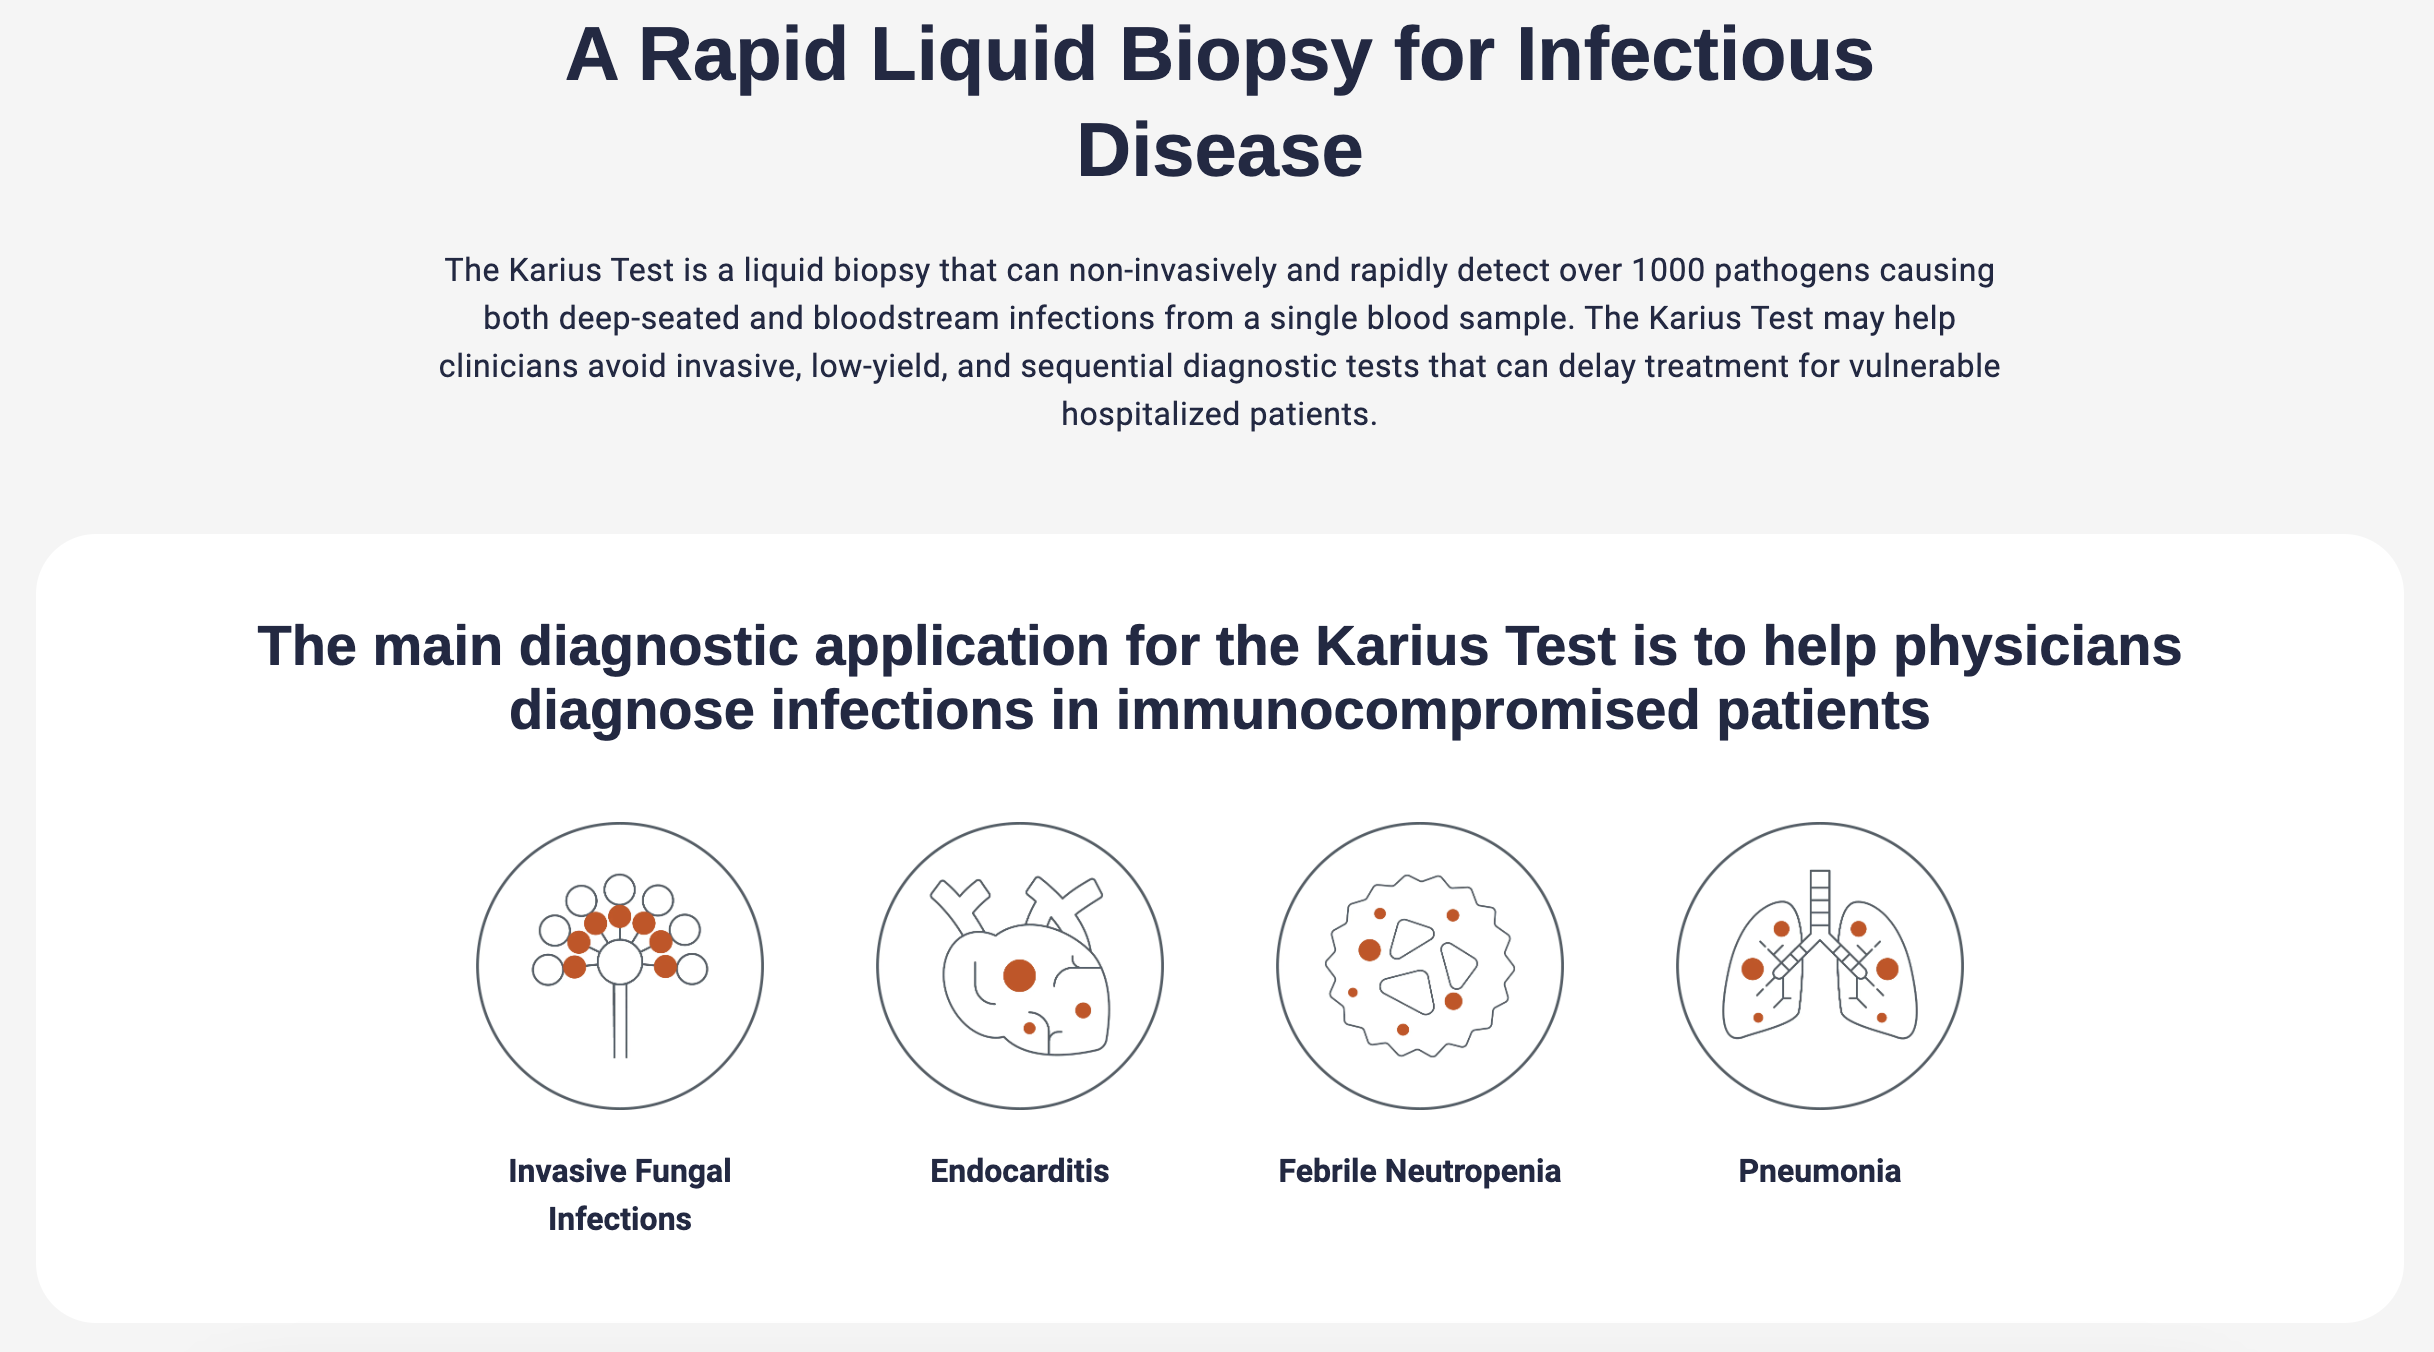 A Rapid Liquid Biopsy for Infectious
Disease
The Karius Test is a liquid biopsy that can non-invasively and rapidly detect over 1000 pathogens causing
both deep-seated and bloodstream infections from a single blood sample. The Karius Test may help
clinicians avoid invasive, low-yield, and sequential diagnostic tests that can delay treatment for vulnerable
hospitalized patients.
The main diagnostic application for the Karius Test is to help physicians
diagnose infections in immunocompromised patients
Invasive Fungal
Infections
Endocarditis
Febrile Neutropenia
Pneumonia